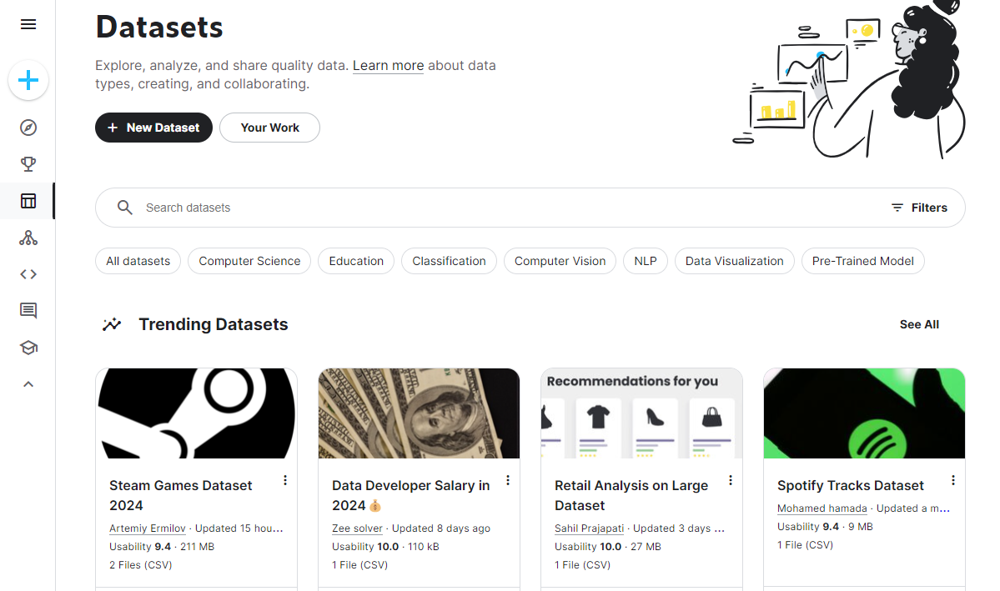 Datasets
Explore, analyze, and share quality data. Learn more about data
types, creating, and collaborating.
+ New Dataset
Your Work
Search datasets
Filters
All datasets
Computer Science
Education
Classification
Computer Vision
NLP
Data Visualization
Pre-Trained Model
Trending Datasets
See All
Steam Games Dataset
2024
Artemiy Ermilov · Updated 15 hou...
Usability 9.4 · 211 MB
2 Files (CSV)
Data Developer Salary in
2024💰
Zee solver · Updated 8 days ago
Usability 10.0 · 110 kB
1 File (CSV)
Recommendations for you
Retail Analysis on Large
Dataset
Sahil Prajapati · Updated 3 days ...
Usability 10.0 · 27 MB
1 File (CSV)
Spotify Tracks Dataset
Mohamed hamada · Updated a m...
Usability 9.4 · 9 MB
1 File (CSV)